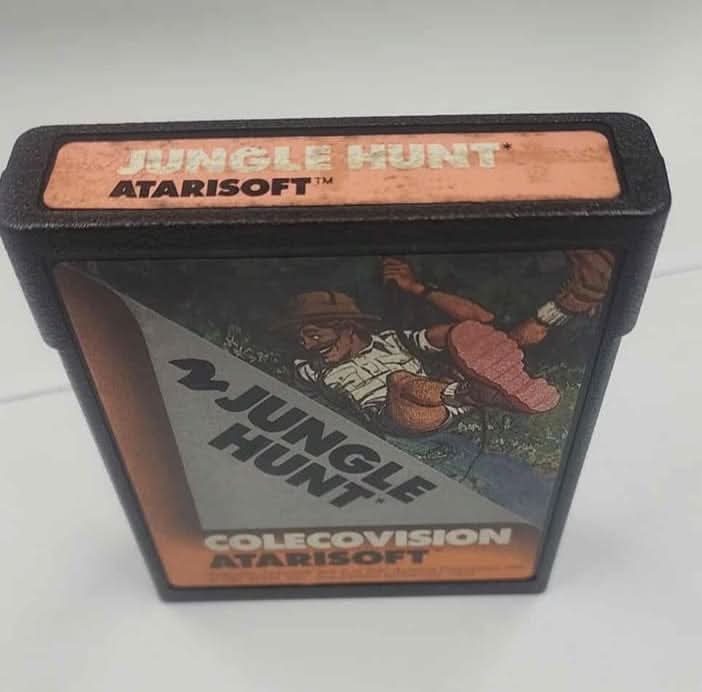 JUNGLE HUNT*
ATARISOFT™
JUNGLE
HUNT*
COLECOVISION
ATARISOFT